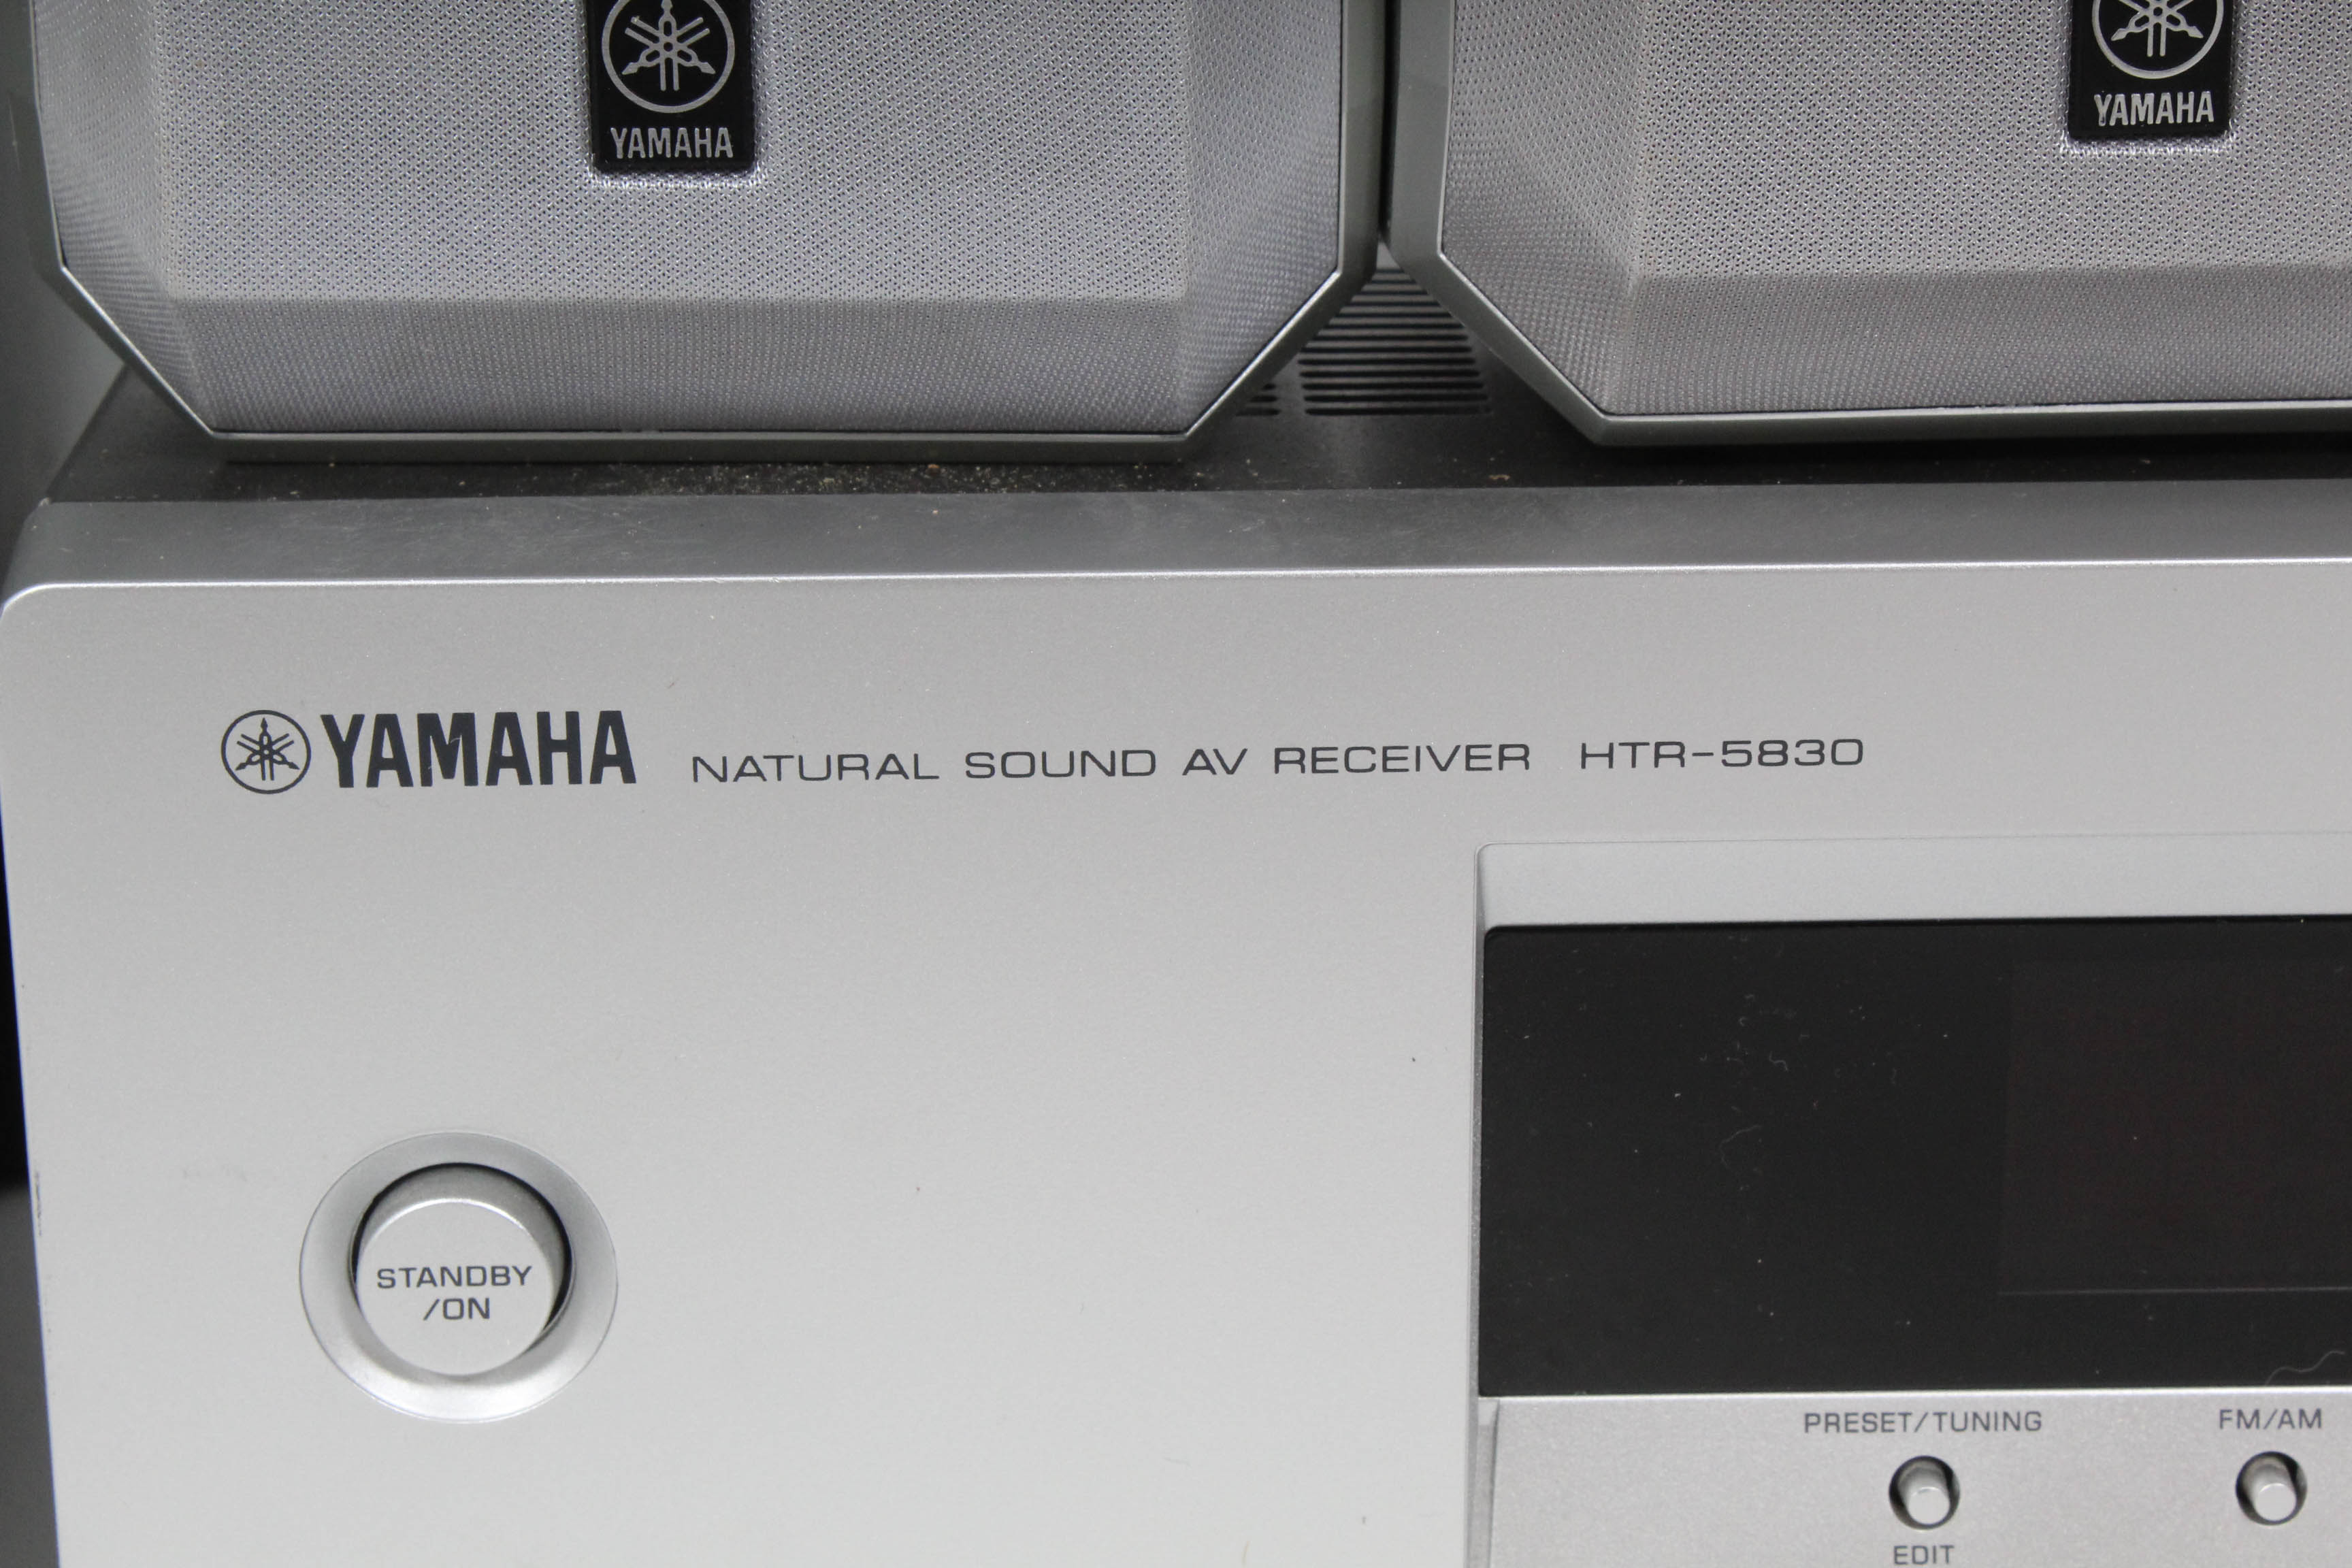 YAMAHA
YAMAHA
YAMAHA NATURAL SOUND AV RECEIVER HTR-5830
STANDBY
/ON
PRESET/TUNING
FM/AM
EDIT